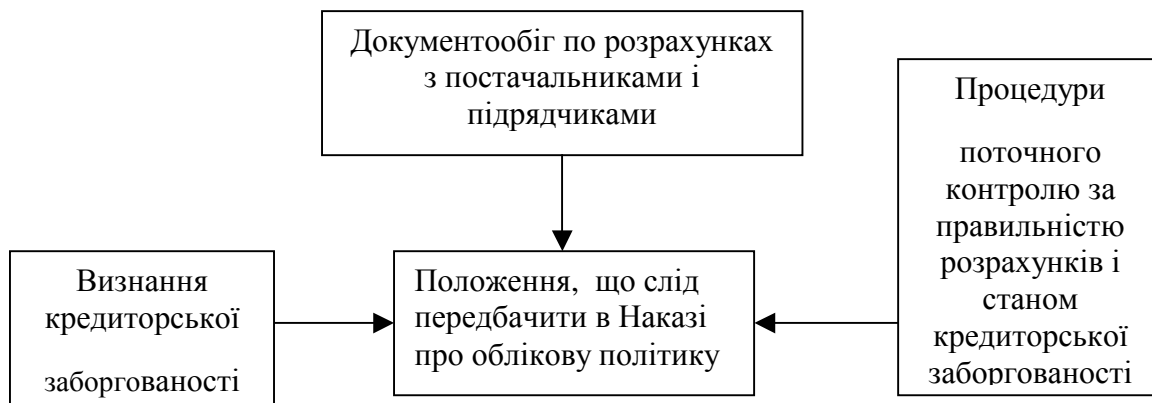 Документообіг по розрахунках
з постачальниками і
підрядчиками
Процедури
поточного
контролю за
правильністю
розрахунків і
станом
кредиторської
заборгованості
Визнання
кредиторської
заборгованості
Положення, що слід
передбачити в Наказі
про облікову політику